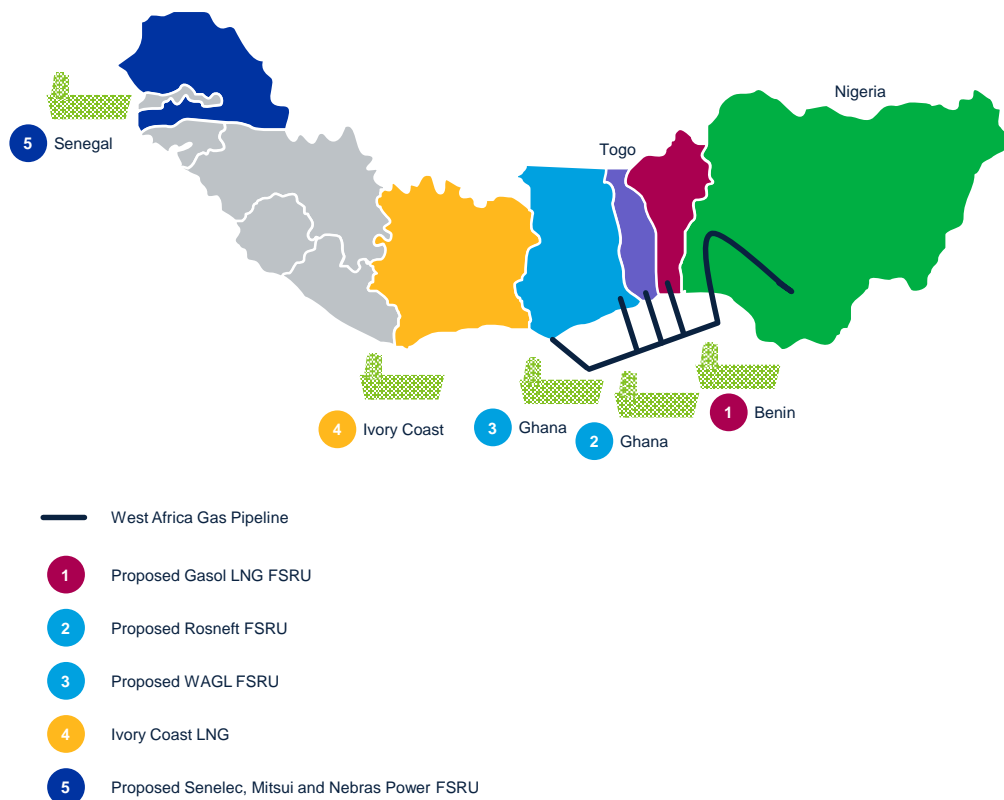 Nigeria
Togo
5 Senegal
4 Ivory Coast
3 Ghana
2 Ghana
1 Benin
West Africa Gas Pipeline
1 Proposed Gasol LNG FSRU
2 Proposed Rosneft FSRU
3 Proposed WAGL FSRU
4 Ivory Coast LNG
5 Proposed Senelec, Mitsui and Nebras Power FSRU